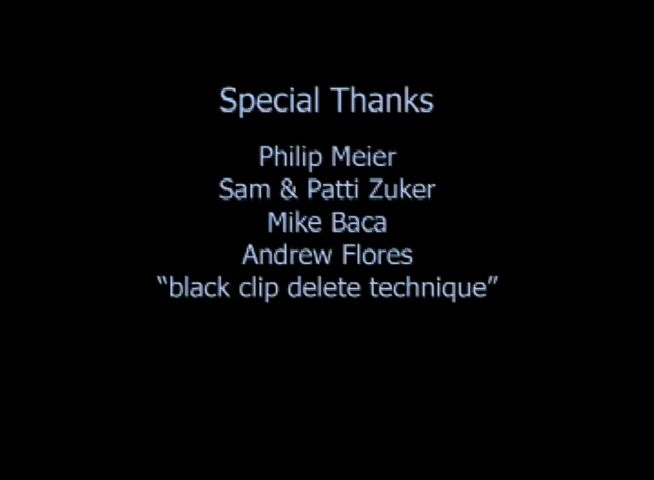 Special Thanks
Philip Meier
Sam & Patti Zuker
Mike Baca
Andrew Flores
“black clip delete technique”